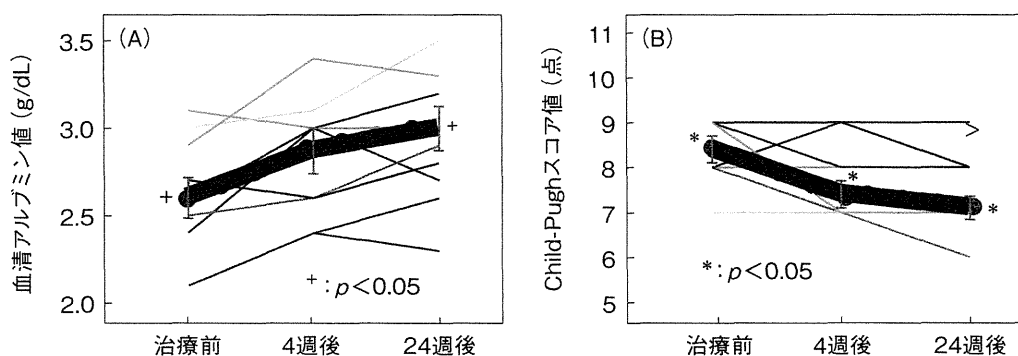 (A)
血清アルブミン値 (g/dL)
3.5
3.0
2.5
2.0
+
+
+:p<0.05
治療前
4週後
24週後
(B)
Child-Pughスコア値 (点)
11
10
9
8
7
6
5
*
*
*
*:p<0.05
治療前
4週後
24週後